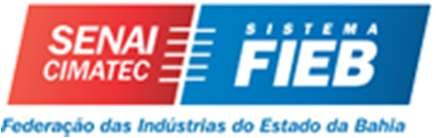 SENAI
CIMATEC
SISTEMA
FIEB
Federação das Indústrias do Estado da Bahia